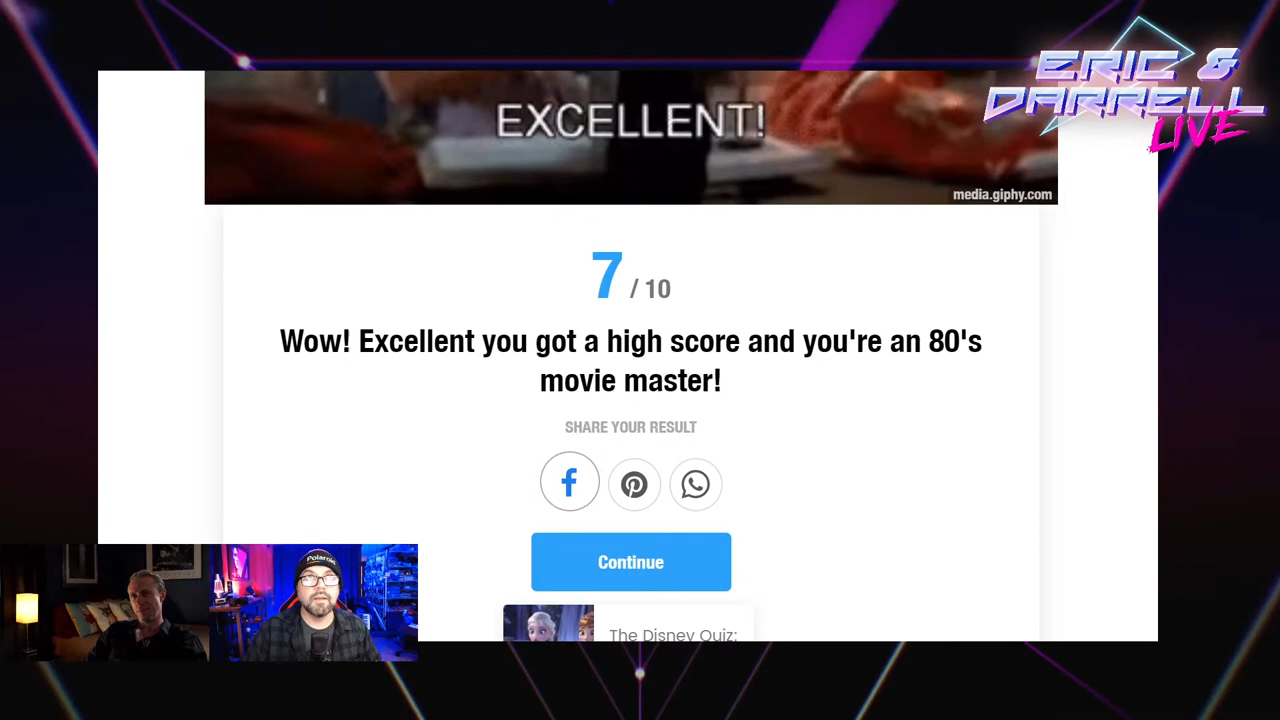 ERIC &
DARRELL
LIVE
EXCELLENT!
media.giphy.com
7 / 10
Wow! Excellent you got a high score and you're an 80's
movie master!
SHARE YOUR RESULT
Continue
The Disney Quiz:
Polaroid